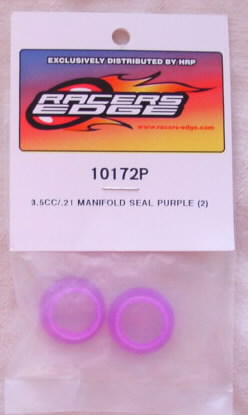 EXCLUSIVELY DISTRIBUTED BY HRP
RACERS
EDGE
www.racers-edge.com
10172P
3.5CC/.21 MANIFOLD SEAL PURPLE (2)